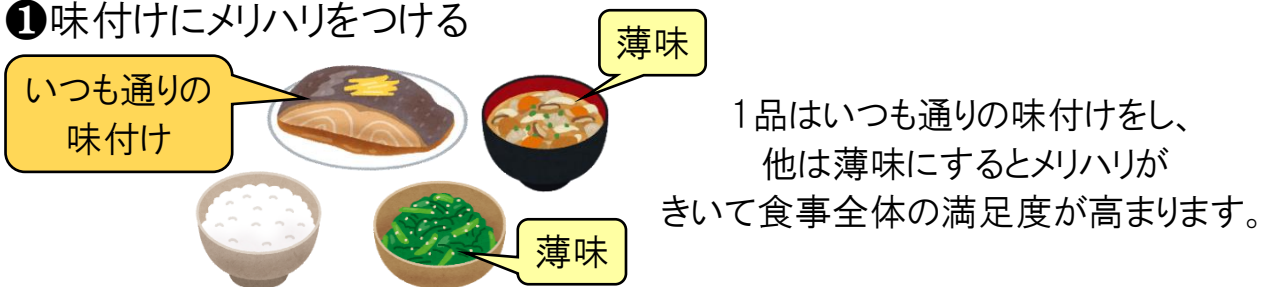 ❶味付けにメリハリをつける
薄味
いつも通りの
味付け
1品はいつも通りの味付けをし、
他は薄味にするとメリハリが
きいて食事全体の満足度が高まります。
薄味